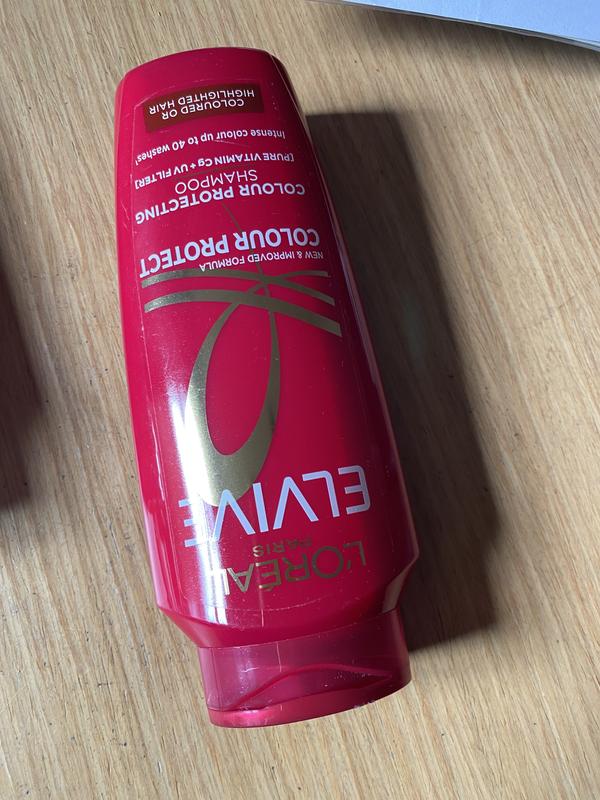 L'ORÉAL
PARIS
ELVIVE
NEW & IMPROVED FORMULA
COLOUR PROTECT
COLOUR PROTECTING
SHAMPOO
[PURE VITAMIN Cg + UV FILTER]
Intense colour up to 40 washes¹
COLOURED OR
HIGHLIGHTED HAIR